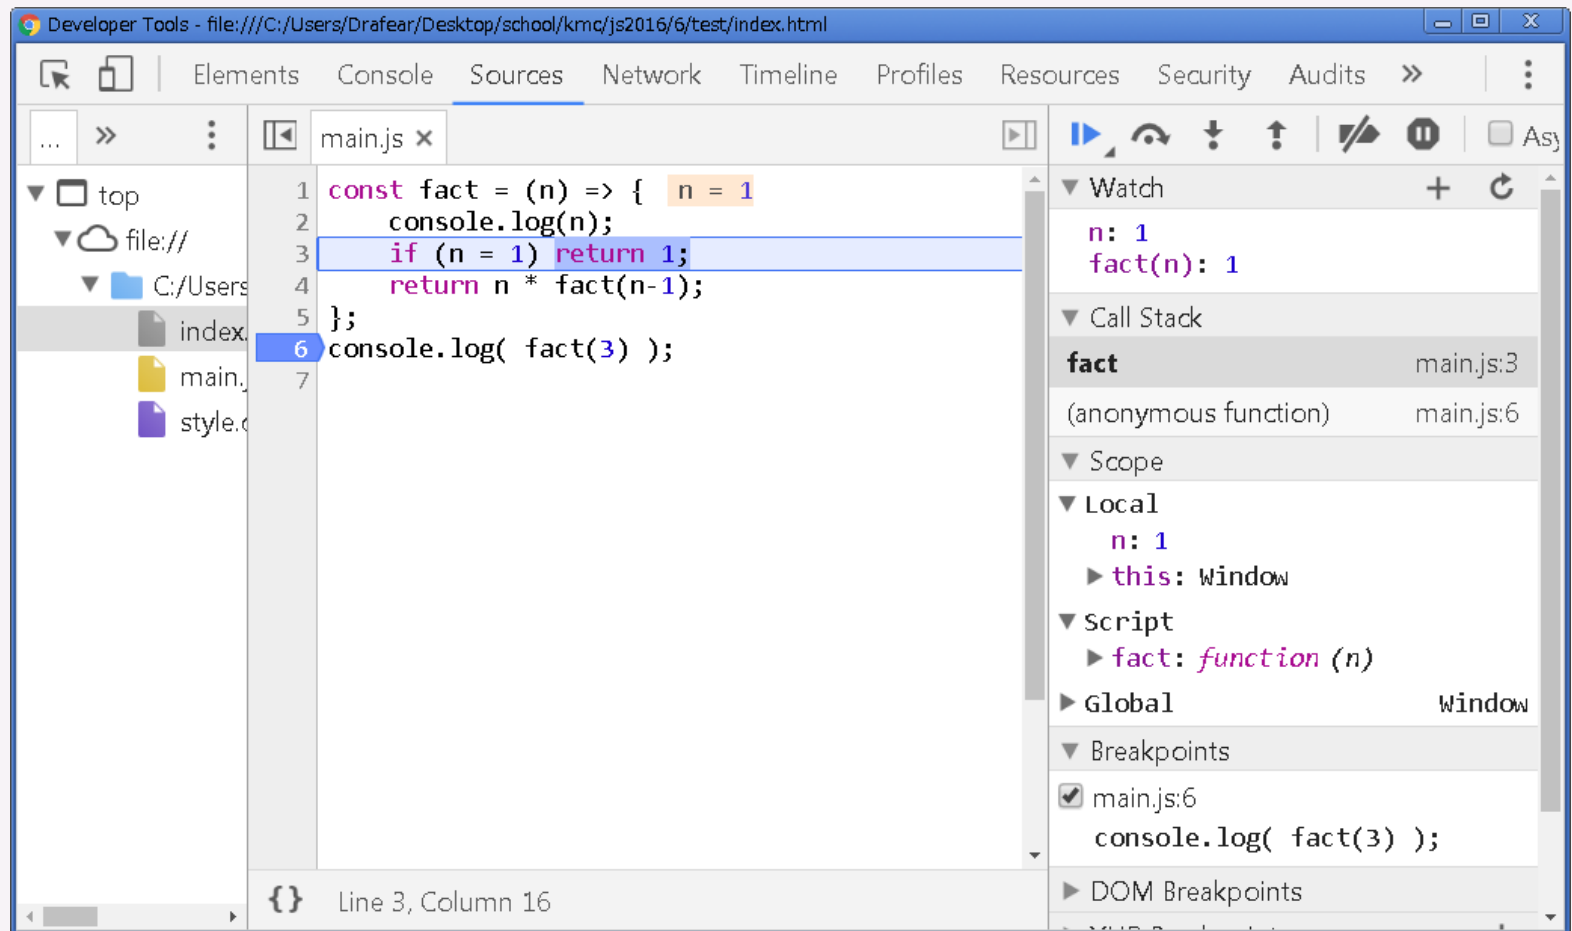 Developer Tools - file:///C:/Users/Drafear/Desktop/school/kmc/js2016/6/test/index.html
Elements Console Sources Network Timeline Profiles Resources Security Audits »
... »
main.js ×
Asy
top
file://
C:/Users
index.
main.j
style.c
1 const fact = (n) => { n = 1
2 console.log(n);
3 if (n = 1) return 1;
4 return n * fact(n-1);
5 };
6 console.log( fact(3) );
7
{} Line 3, Column 16
Watch
n: 1
fact(n): 1
Call Stack
fact main.js:3
(anonymous function) main.js:6
Scope
Local
n: 1
this: Window
Script
fact: function (n)
Global Window
Breakpoints
main.js:6
console.log( fact(3) );
DOM Breakpoints